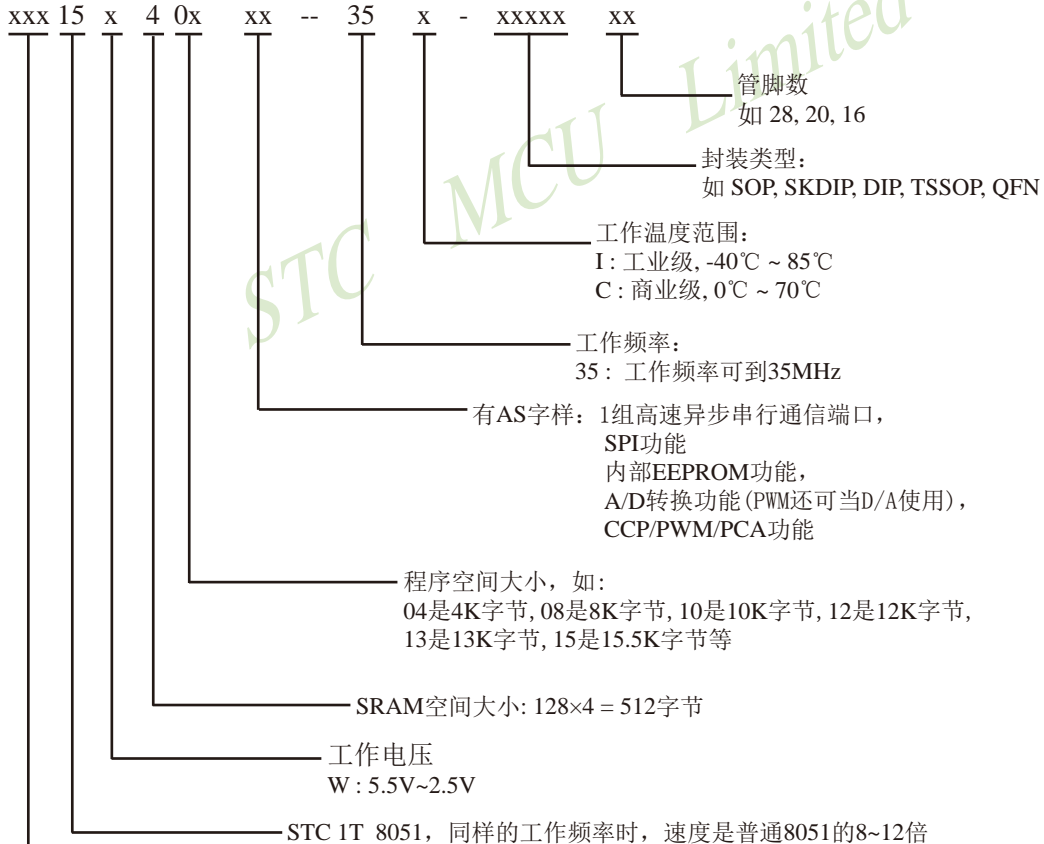 xxx 15 x 4 0x xx -- 35 x - xxxxx xx
管脚数
如 28, 20, 16
封装类型：
如 SOP, SKDIP, DIP, TSSOP, QFN
工作温度范围：
I : 工业级, -40℃ ~ 85℃
C : 商业级, 0℃ ~ 70℃
工作频率：
35 : 工作频率可到35MHz
有AS字样：1组高速异步串行通信端口，
SPI功能
内部EEPROM功能，
A/D转换功能(PWM还可当D/A使用)，
CCP/PWM/PCA功能
程序空间大小，如:
04是4K字节, 08是8K字节, 10是10K字节, 12是12K字节,
13是13K字节, 15是15.5K字节等
SRAM空间大小: 128×4 = 512字节
工作电压
W : 5.5V~2.5V
STC 1T 8051，同样的工作频率时，速度是普通8051的8~12倍
STC MCU Limited